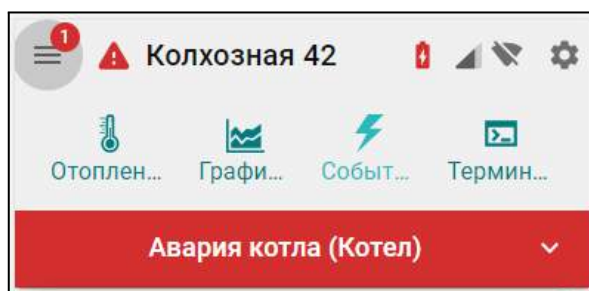 1
Колхозная 42
Отоплен... Графи... Событ... Термин...
Авария котла (Котел)